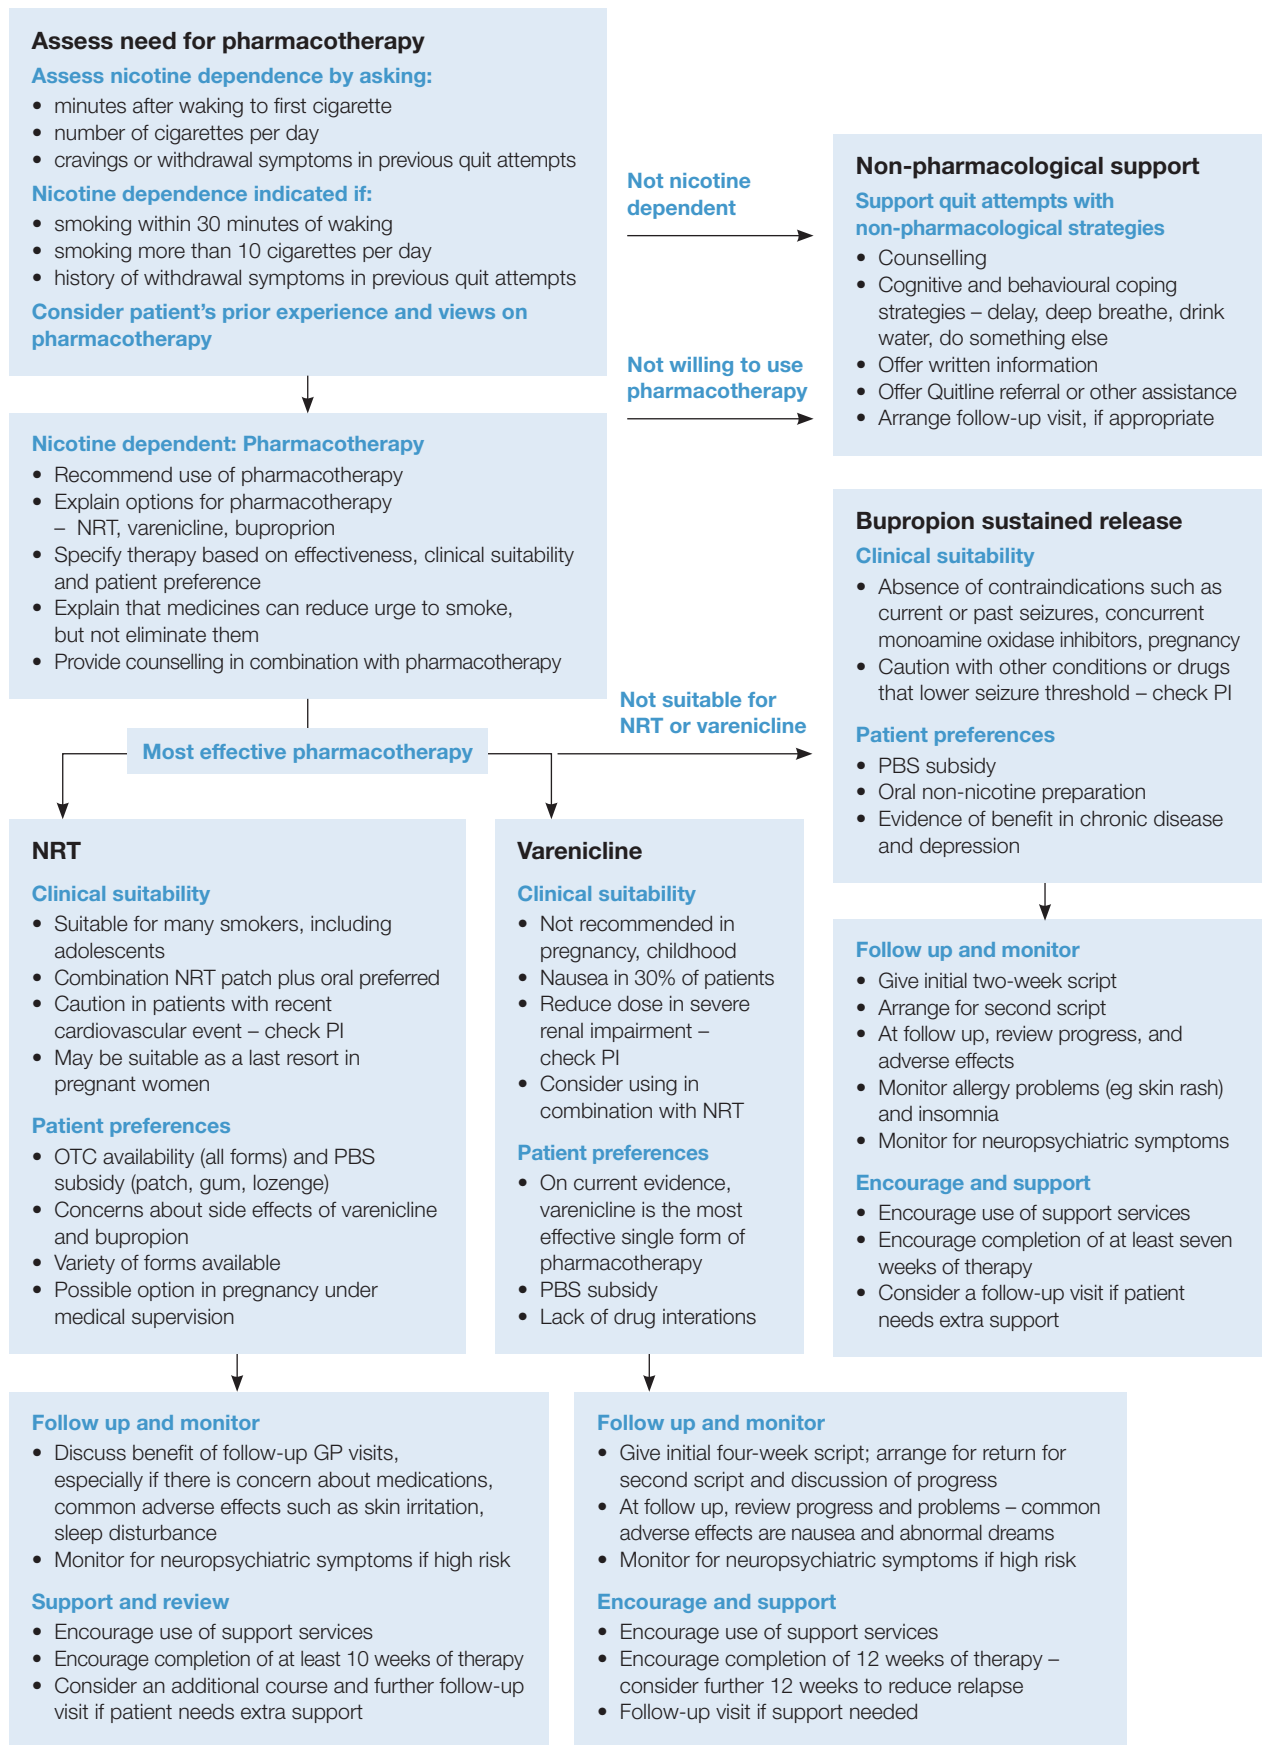 Assess need for pharmacotherapy
Assess nicotine dependence by asking:
• minutes after waking to first cigarette
• number of cigarettes per day
• cravings or withdrawal symptoms in previous quit attempts
Nicotine dependence indicated if:
• smoking within 30 minutes of waking
• smoking more than 10 cigarettes per day
• history of withdrawal symptoms in previous quit attempts
Consider patient's prior experience and views on
pharmacotherapy
Not nicotine
dependent
Not willing to use
pharmacotherapy
Non-pharmacological support
Support quit attempts with
non-pharmacological strategies
• Counselling
• Cognitive and behavioural coping
strategies – delay, deep breathe, drink
water, do something else
• Offer written information
• Offer Quitline referral or other assistance
• Arrange follow-up visit, if appropriate
Nicotine dependent: Pharmacotherapy
• Recommend use of pharmacotherapy
• Explain options for pharmacotherapy
– NRT, varenicline, buproprion
• Specify therapy based on effectiveness, clinical suitability
and patient preference
• Explain that medicines can reduce urge to smoke,
but not eliminate them
• Provide counselling in combination with pharmacotherapy
Most effective pharmacotherapy
Not suitable for
NRT or varenicline
Bupropion sustained release
Clinical suitability
• Absence of contraindications such as
current or past seizures, concurrent
monoamine oxidase inhibitors, pregnancy
• Caution with other conditions or drugs
that lower seizure threshold – check PI
Patient preferences
• PBS subsidy
• Oral non-nicotine preparation
• Evidence of benefit in chronic disease
and depression
NRT
Clinical suitability
• Suitable for many smokers, including
adolescents
• Combination NRT patch plus oral preferred
• Caution in patients with recent
cardiovascular event – check PI
• May be suitable as a last resort in
pregnant women
Patient preferences
• OTC availability (all forms) and PBS
subsidy (patch, gum, lozenge)
• Concerns about side effects of varenicline
and bupropion
• Variety of forms available
• Possible option in pregnancy under
medical supervision
Varenicline
Clinical suitability
• Not recommended in
pregnancy, childhood
• Nausea in 30% of patients
• Reduce dose in severe
renal impairment –
check PI
• Consider using in
combination with NRT
Patient preferences
• On current evidence,
varenicline is the most
effective single form of
pharmacotherapy
• PBS subsidy
• Lack of drug interations
Follow up and monitor
• Give initial two-week script
• Arrange for second script
• At follow up, review progress, and
adverse effects
• Monitor allergy problems (eg skin rash)
and insomnia
• Monitor for neuropsychiatric symptoms
Encourage and support
• Encourage use of support services
• Encourage completion of at least seven
weeks of therapy
• Consider a follow-up visit if patient
needs extra support
Follow up and monitor
• Discuss benefit of follow-up GP visits,
especially if there is concern about medications,
common adverse effects such as skin irritation,
sleep disturbance
• Monitor for neuropsychiatric symptoms if high risk
Support and review
• Encourage use of support services
• Encourage completion of at least 10 weeks of therapy
• Consider an additional course and further follow-up
visit if patient needs extra support
Follow up and monitor
• Give initial four-week script; arrange for return for
second script and discussion of progress
• At follow up, review progress and problems – common
adverse effects are nausea and abnormal dreams
• Monitor for neuropsychiatric symptoms if high risk
Encourage and support
• Encourage use of support services
• Encourage completion of 12 weeks of therapy –
consider further 12 weeks to reduce relapse
• Follow-up visit if support needed